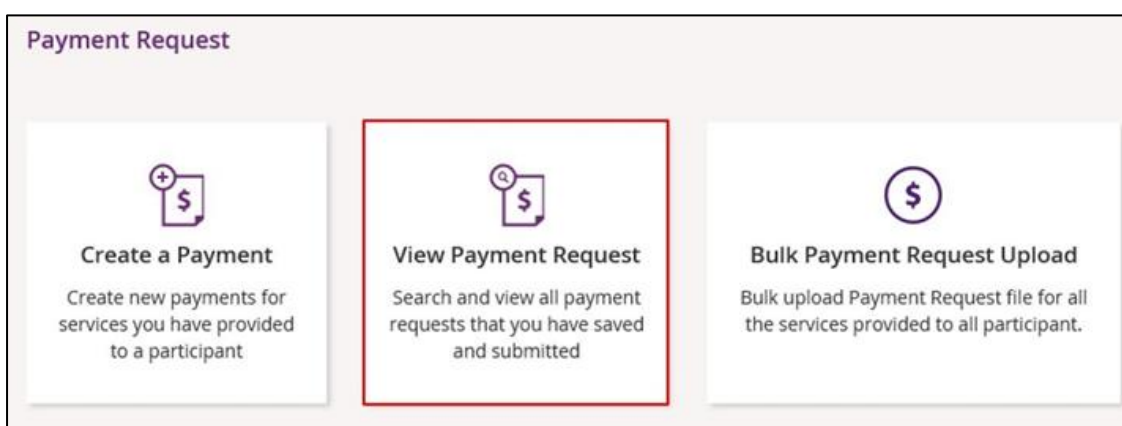 Payment Request
$
Create a Payment
Create new payments for
services you have provided
to a participant
$
View Payment Request
Search and view all payment
requests that you have saved
and submitted
$
Bulk Payment Request Upload
Bulk upload Payment Request file for all
the services provided to all participant.